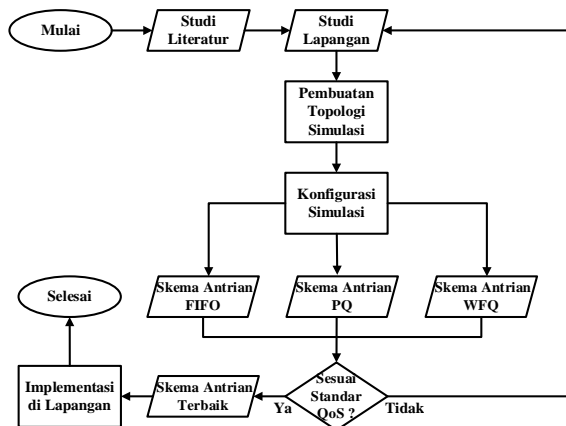 Mulai
Studi
Literatur
Studi
Lapangan
Pembuatan
Topologi
Simulasi
Konfigurasi
Simulasi
Skema Antrian
FIFO
Skema Antrian
PQ
Skema Antrian
WFQ
Selesai
Implementasi
di Lapangan
Skema Antrian
Terbaik
Ya
Sesuai
Standar
QoS ?
Tidak